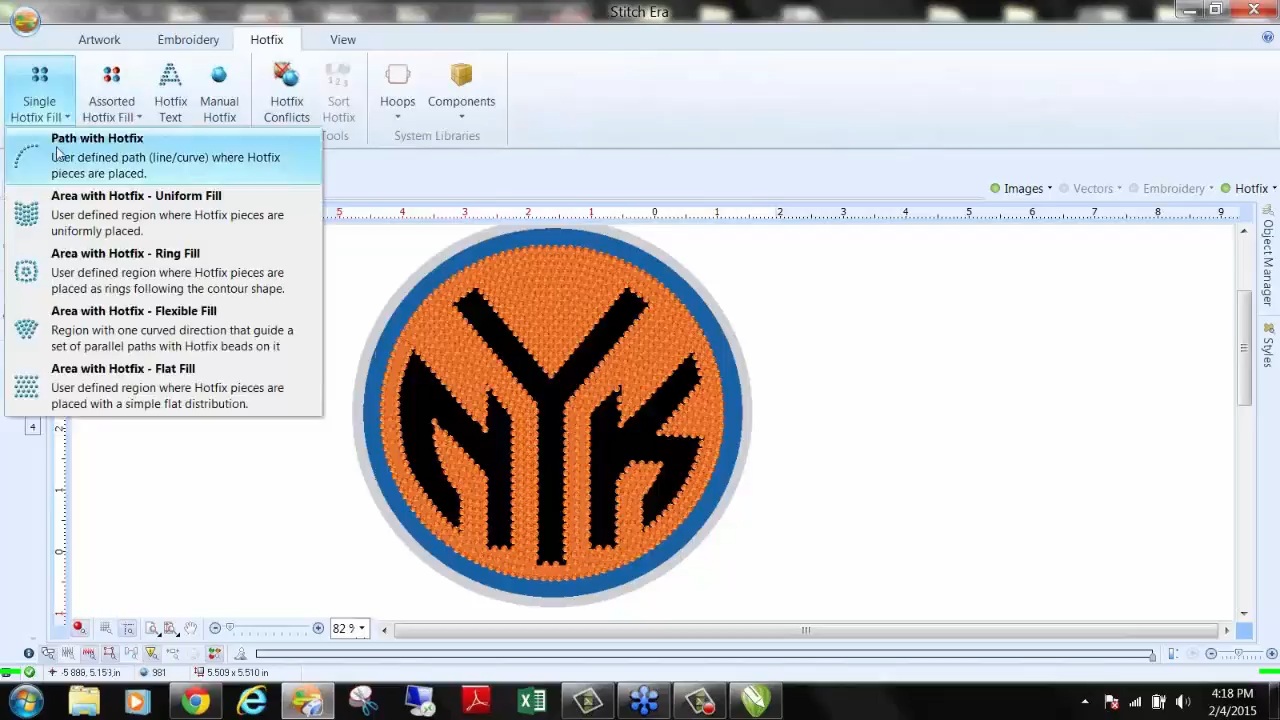 Stitch Era
Artwork Embroidery Hotfix View
Single Hotfix Fill
Assorted Hotfix Fill
Hotfix Text
Manual Hotfix
Hotfix Conflicts
Sort Hotfix
Hoops
Components
Tools
System Libraries
Path with Hotfix
User defined path (line/curve) where Hotfix
pieces are placed.
Area with Hotfix - Uniform Fill
User defined region where Hotfix pieces are
uniformly placed.
Area with Hotfix - Ring Fill
User defined region where Hotfix pieces are
placed as rings following the contour shape.
Area with Hotfix - Flexible Fill
Region with one curved direction that guide a
set of parallel paths with Hotfix beads on it
Area with Hotfix - Flat Fill
User defined region where Hotfix pieces are
placed with a simple flat distribution.
Images Vectors Embroidery Hotfix
5 4 3 2 1 0 1 2 3 4 5 6 7 8 9
Object Manager
Styles
4
2
1
0
1
NYK
82 %
981
5.509 x 5.510 in
4:18 PM
2/4/2015